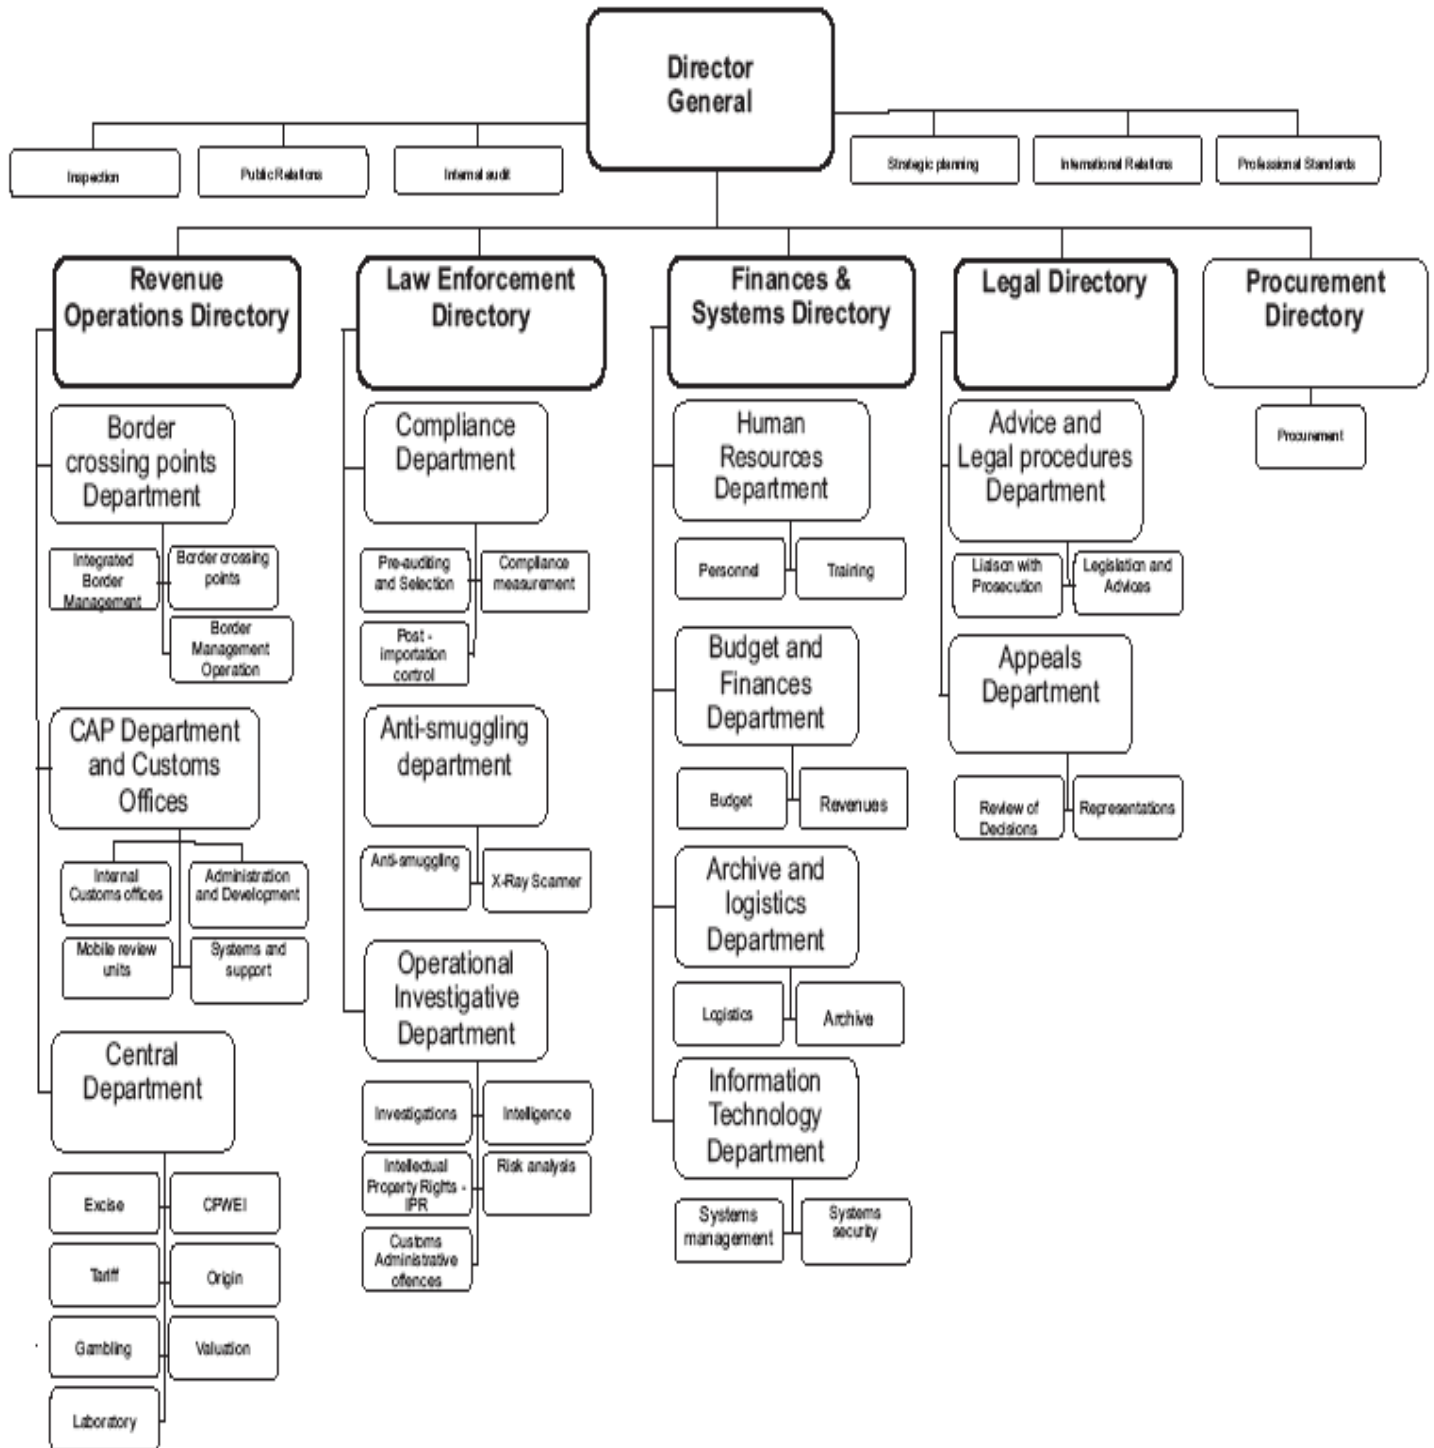 Director
General
Inspection
Public Relations
Internal audit
Strategic planning
International Relations
Professional Standards
Revenue
Operations Directory
Law Enforcement
Directory
Finances &
Systems Directory
Legal Directory
Procurement
Directory
Border
crossing points
Department
Integrated
Border
Management
Border crossing
points
Border
Management
Operation
CAP Department
and Customs
Offices
Internal
Customs offices
Administration
and Development
Mobile review
units
Systems and
support
Central
Department
Excise
CPWEI
Tariff
Origin
Gambling
Valuation
Laboratory
Compliance
Department
Pre-auditing
and Selection
Compliance
measurement
Post -
importation
control
Anti-smuggling
department
Anti-smuggling
X-Ray Scanner
Operational
Investigative
Department
Investigations
Intelligence
Intellectual
Property Rights -
IPR
Risk analysis
Customs
Administrative
offences
Human
Resources
Department
Personnel
Training
Budget and
Finances
Department
Budget
Revenues
Archive and
logistics
Department
Logistics
Archive
Information
Technology
Department
Systems
management
Systems
security
Advice and
Legal procedures
Department
Liaison with
Prosecution
Legislation and
Advices
Appeals
Department
Review of
Decisions
Representations
Procurement